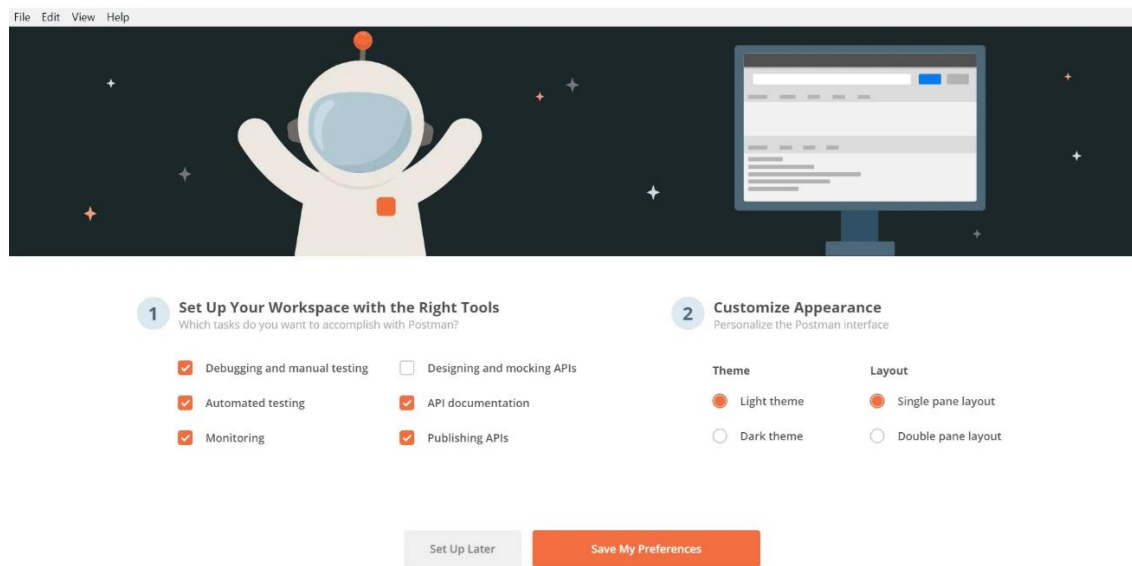 File Edit View Help
1
Set Up Your Workspace with the Right Tools
Which tasks do you want to accomplish with Postman?
Debugging and manual testing
Designing and mocking APIs
Automated testing
API documentation
Monitoring
Publishing APIs
2
Customize Appearance
Personalize the Postman interface
Theme
Layout
Light theme
Single pane layout
Dark theme
Double pane layout
Set Up Later
Save My Preferences